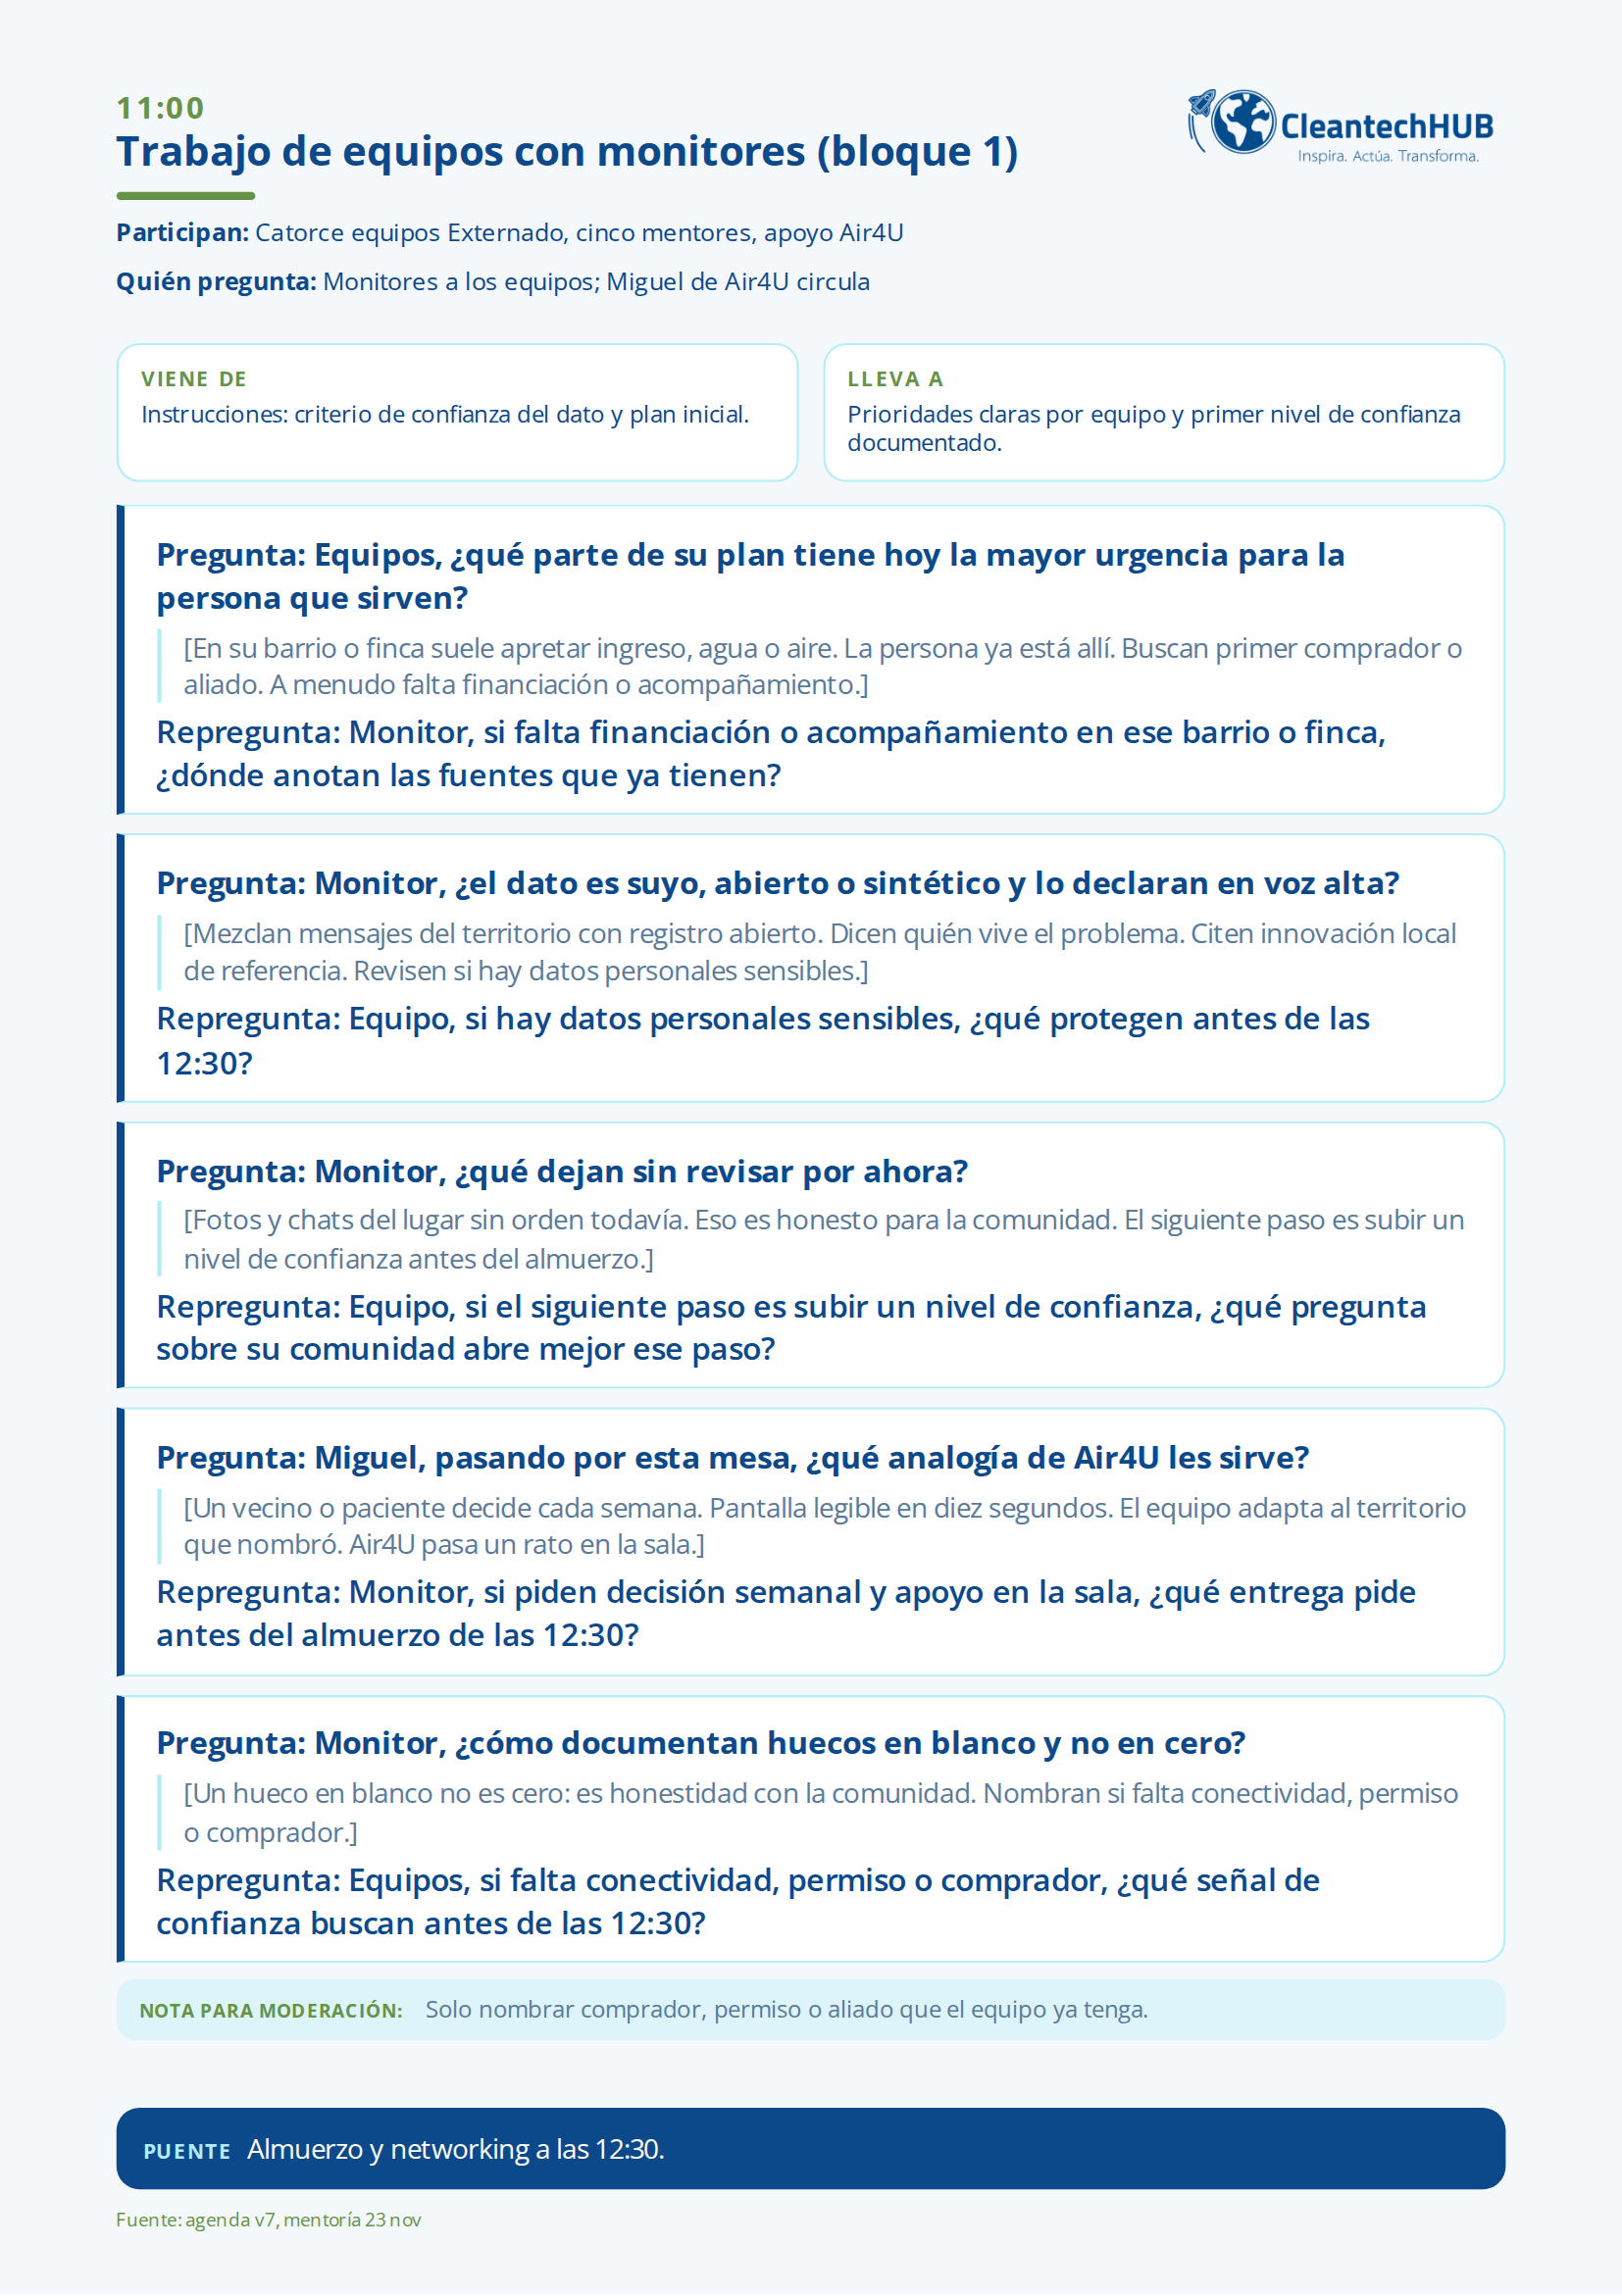 11:00
Trabajo de equipos con monitores (bloque 1)
CleantechHUB
Inspira. Actúa. Transforma.
Participan: Catorce equipos Externado, cinco mentores, apoyo Air4U
Quién pregunta: Monitores a los equipos; Miguel de Air4U circula
VIENE DE
Instrucciones: criterio de confianza del dato y plan inicial.
LLEVA A
Prioridades claras por equipo y primer nivel de confianza
documentado.
Pregunta: Equipos, ¿qué parte de su plan tiene hoy la mayor urgencia para la
persona que sirven?
[En su barrio o finca suele apretar ingreso, agua o aire. La persona ya está allí. Buscan primer comprador o
aliado. A menudo falta financiación o acompañamiento.]
Repregunta: Monitor, si falta financiación o acompañamiento en ese barrio o finca,
¿dónde anotan las fuentes que ya tienen?
Pregunta: Monitor, ¿el dato es suyo, abierto o sintético y lo declaran en voz alta?
[Mezclan mensajes del territorio con registro abierto. Dicen quién vive el problema. Citen innovación local
de referencia. Revisen si hay datos personales sensibles.]
Repregunta: Equipo, si hay datos personales sensibles, ¿qué protegen antes de las
12:30?
Pregunta: Monitor, ¿qué dejan sin revisar por ahora?
[Fotos y chats del lugar sin orden todavía. Eso es honesto para la comunidad. El siguiente paso es subir un
nivel de confianza antes del almuerzo.]
Repregunta: Equipo, si el siguiente paso es subir un nivel de confianza, ¿qué pregunta
sobre su comunidad abre mejor ese paso?
Pregunta: Miguel, pasando por esta mesa, ¿qué analogía de Air4U les sirve?
[Un vecino o paciente decide cada semana. Pantalla legible en diez segundos. El equipo adapta al territorio
que nombró. Air4U pasa un rato en la sala.]
Repregunta: Monitor, si piden decisión semanal y apoyo en la sala, ¿qué entrega pide
antes del almuerzo de las 12:30?
Pregunta: Monitor, ¿cómo documentan huecos en blanco y no en cero?
[Un hueco en blanco no es cero: es honestidad con la comunidad. Nombran si falta conectividad, permiso
o comprador.]
Repregunta: Equipos, si falta conectividad, permiso o comprador, ¿qué señal de
confianza buscan antes de las 12:30?
NOTA PARA MODERACIÓN: Solo nombrar comprador, permiso o aliado que el equipo ya tenga.
PUENTE Almuerzo y networking a las 12:30.
Fuente: agenda v7, mentoría 23 nov